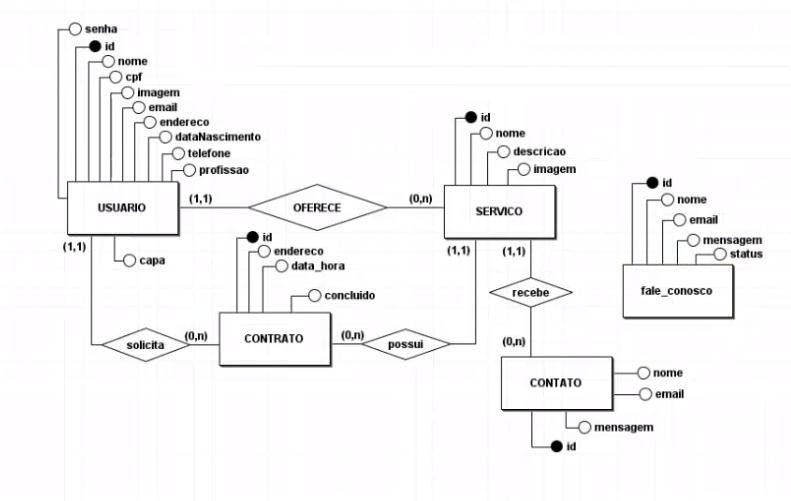 senha
id
nome
cpf
imagem
email
endereco
dataNascimento
telefone
profissao
USUARIO
(1,1)
OFERECE
(0,n)
id
nome
descricao
imagem
SERVICO
id
nome
email
mensagem
status
fale_conosco
(1,1)
capa
id
endereco
data_hora
concluido
(1,1)
(1,1)
recebe
solicita
(0,n)
CONTRATO
(0,n)
possui
(0,n)
CONTATO
nome
email
mensagem
id